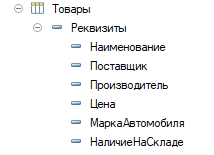 Товары
Реквизиты
Наименование
Поставщик
Производитель
Цена
МаркаАвтомобиля
НаличиеНаСкладе